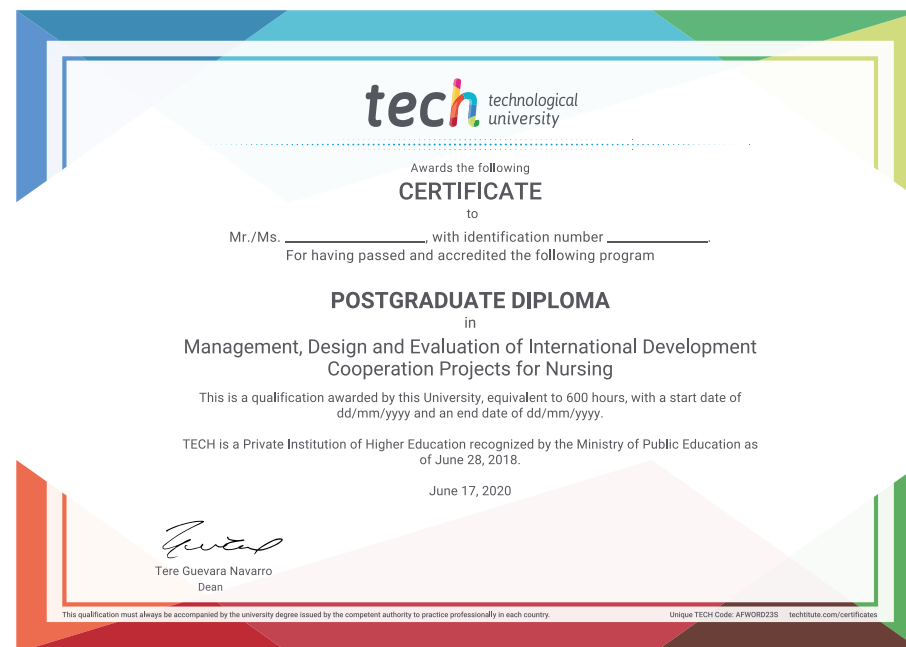 tech technological
university
Awards the following
CERTIFICATE
to
Mr./Ms. ____________________, with identification number ______________.
For having passed and accredited the following program
POSTGRADUATE DIPLOMA
in
Management, Design and Evaluation of International Development
Cooperation Projects for Nursing
This is a qualification awarded by this University, equivalent to 600 hours, with a start date of
dd/mm/yyyy and an end date of dd/mm/yyyy.
TECH is a Private Institution of Higher Education recognized by the Ministry of Public Education as
of June 28, 2018.
June 17, 2020
Tere Guevara Navarro
Dean
This qualification must always be accompanied by the university degree issued by the competent authority to practice professionally in each country. Unique TECH Code: AFWORD23S techtitute.com/certificates